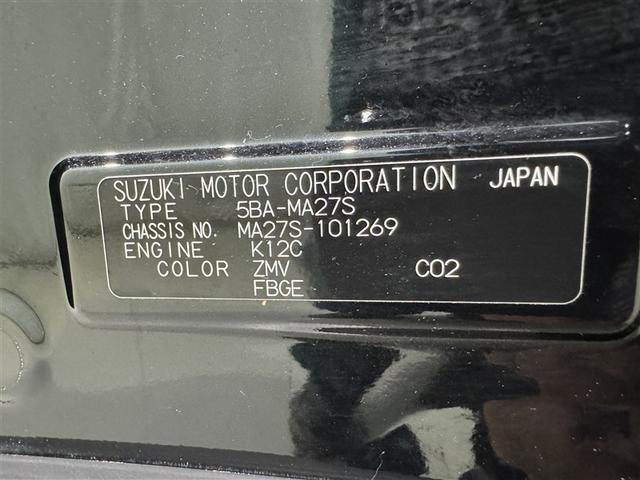 SUZUKI MOTOR CORPORATION JAPAN
TYPE 5BA-MA27S
CHASSIS NO. MA27S-101269
ENGINE K12C
COLOR ZMV C02
FBGE